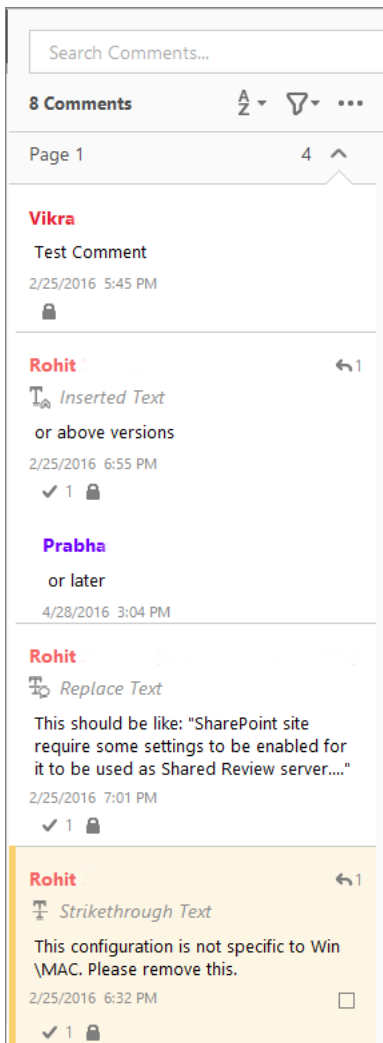 Search Comments...
8 Comments
A
Z
Page 1 4
Vikra
Test Comment
2/25/2016 5:45 PM
Rohit 1
Inserted Text
or above versions
2/25/2016 6:55 PM
1
Prabha
or later
4/28/2016 3:04 PM
Rohit
Replace Text
This should be like: "SharePoint site
require some settings to be enabled for
it to be used as Shared Review server...."
2/25/2016 7:01 PM
1
Rohit 1
Strikethrough Text
This configuration is not specific to Win
\MAC. Please remove this.
2/25/2016 6:32 PM
1